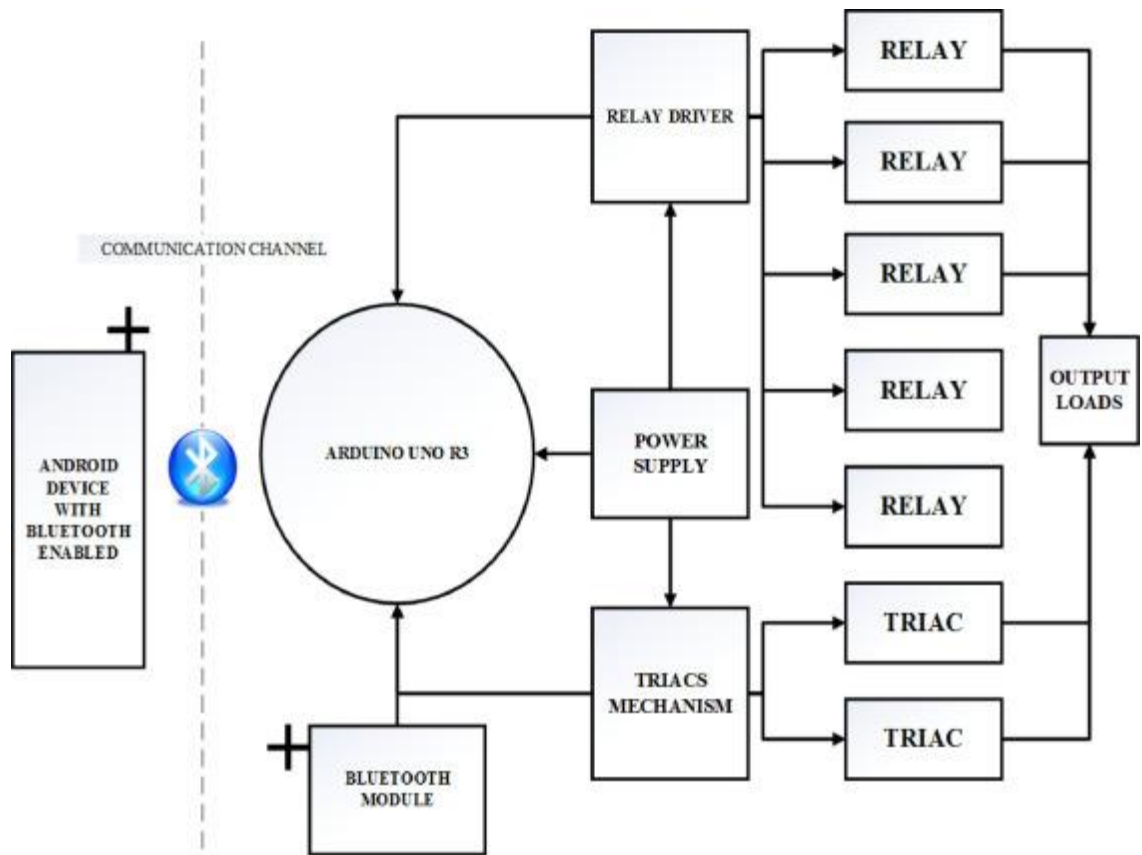 RELAY
RELAY DRIVER
RELAY
COMMUNICATION CHANNEL
RELAY
RELAY
OUTPUT
LOADS
ANDROID
DEVICE
WITH
BLUETOOTH
ENABLED
ARDUINO UNO R3
POWER
SUPPLY
RELAY
TRIAC
TRIACS
MECHANISM
TRIAC
BLUETOOTH
MODULE